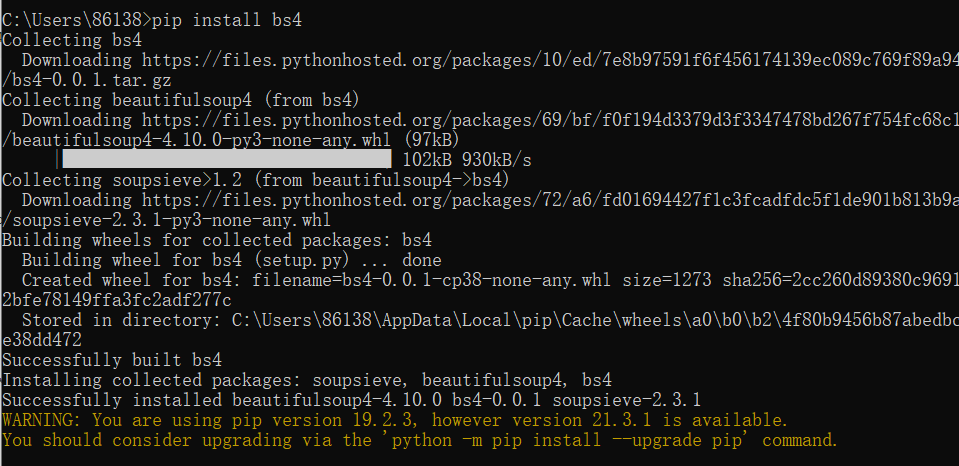 C:\Users\86138>pip install bs4
Collecting bs4
  Downloading https://files.pythonhosted.org/packages/10/ed/7e8b97591f6f456174139ec089c769f89a94
/bs4-0.0.1.tar.gz
Collecting beautifulsoup4 (from bs4)
  Downloading https://files.pythonhosted.org/packages/69/bf/f0f194d3379d3f3347478bd267f754fc68c1
/beautifulsoup4-4.10.0-py3-none-any.whl (97kB)
102kB 930kB/s
Collecting soupsieve>1.2 (from beautifulsoup4->bs4)
  Downloading https://files.pythonhosted.org/packages/72/a6/fd01694427f1c3fcadfdc5f1de901b813b9a
/soupsieve-2.3.1-py3-none-any.whl
Building wheels for collected packages: bs4
  Building wheel for bs4 (setup.py) ... done
  Created wheel for bs4: filename=bs4-0.0.1-cp38-none-any.whl size=1273 sha256=2cc260d89380c9691
2bfe78149ffa3fc2adf277c
  Stored in directory: C:\Users\86138\AppData\Local\pip\Cache\wheels\a0\b0\b2\4f80b9456b87abedbc
e38dd472
Successfully built bs4
Installing collected packages: soupsieve, beautifulsoup4, bs4
Successfully installed beautifulsoup4-4.10.0 bs4-0.0.1 soupsieve-2.3.1
WARNING: You are using pip version 19.2.3, however version 21.3.1 is available.
You should consider upgrading via the 'python -m pip install --upgrade pip' command.